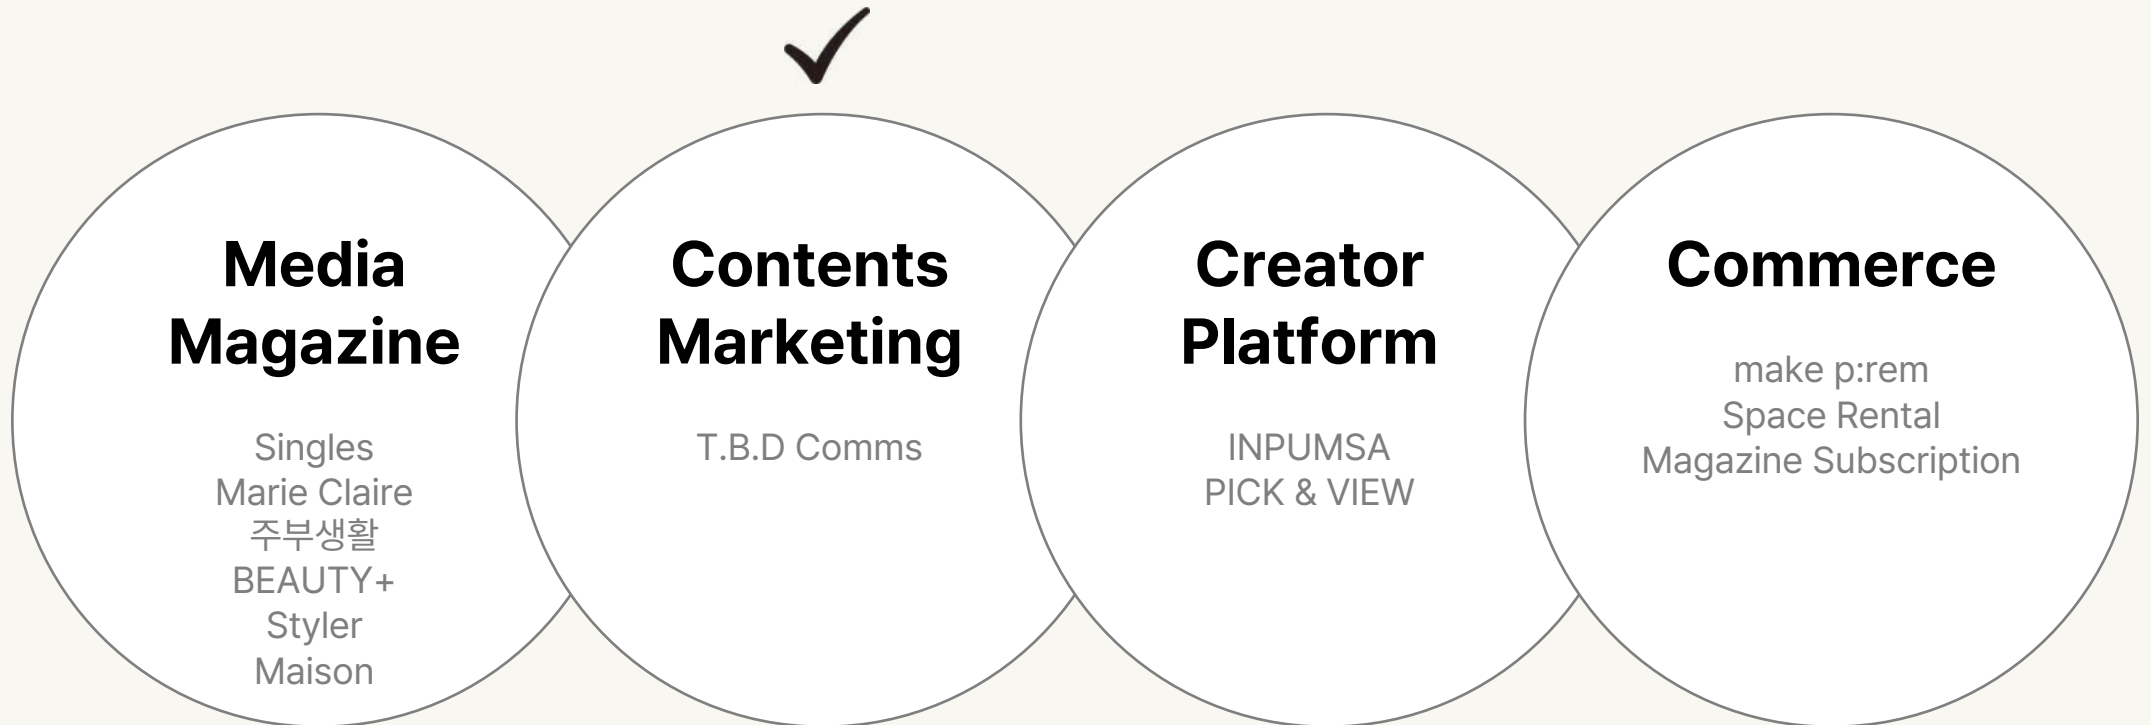 Media
Magazine
Singles
Marie Claire
주부생활
BEAUTY+
Styler
Maison
Contents
Marketing
T.B.D Comms
Creator
Platform
INPUMSA
PICK & VIEW
Commerce
make p:rem
Space Rental
Magazine Subscription